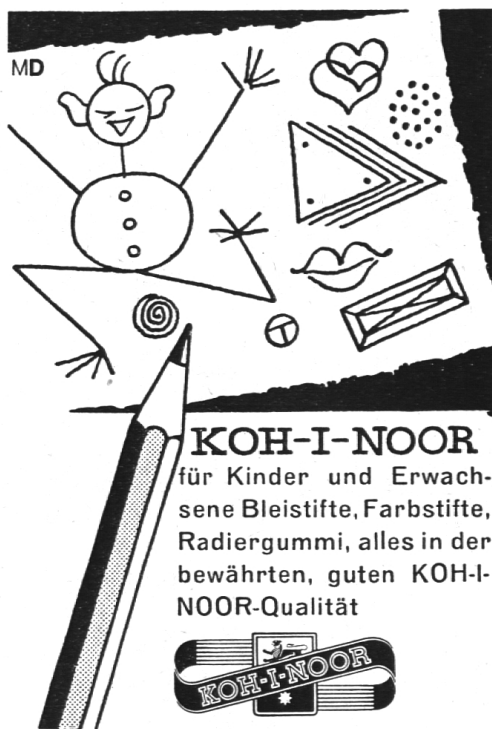 MD
KOH-I-NOOR
für Kinder und Erwach-
sene Bleistifte, Farbstifte,
Radiergummi, alles in der
bewährten, guten KOH-I-
NOOR-Qualität
KOH-I-NOOR